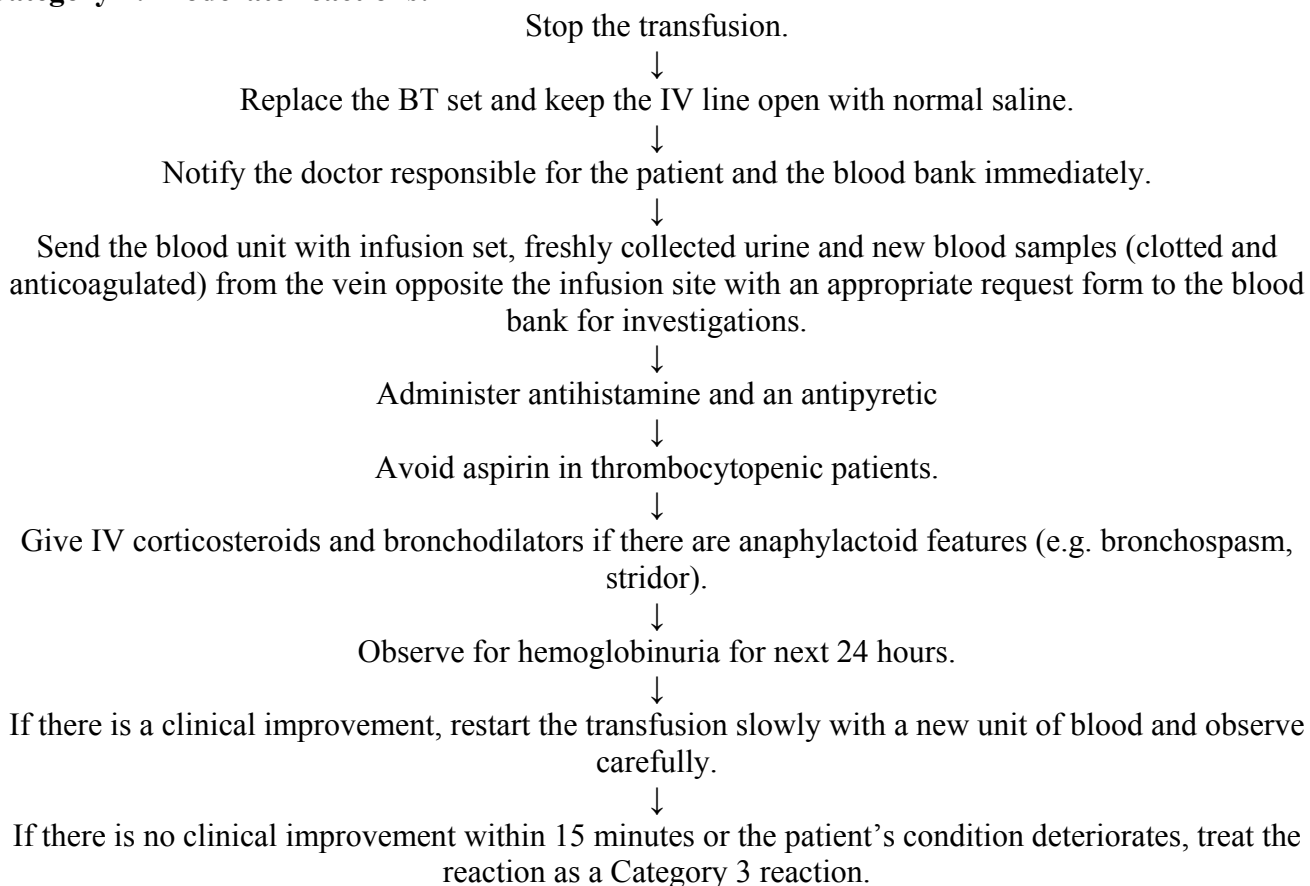 Stop the transfusion.
↓
Replace the BT set and keep the IV line open with normal saline.
↓
Notify the doctor responsible for the patient and the blood bank immediately.
↓
Send the blood unit with infusion set, freshly collected urine and new blood samples (clotted and
anticoagulated) from the vein opposite the infusion site with an appropriate request form to the blood
bank for investigations.
↓
Administer antihistamine and an antipyretic
↓
Avoid aspirin in thrombocytopenic patients.
↓
Give IV corticosteroids and bronchodilators if there are anaphylactoid features (e.g. bronchospasm,
stridor).
↓
Observe for hemoglobinuria for next 24 hours.
↓
If there is a clinical improvement, restart the transfusion slowly with a new unit of blood and observe
carefully.
↓
If there is no clinical improvement within 15 minutes or the patient’s condition deteriorates, treat the
reaction as a Category 3 reaction.